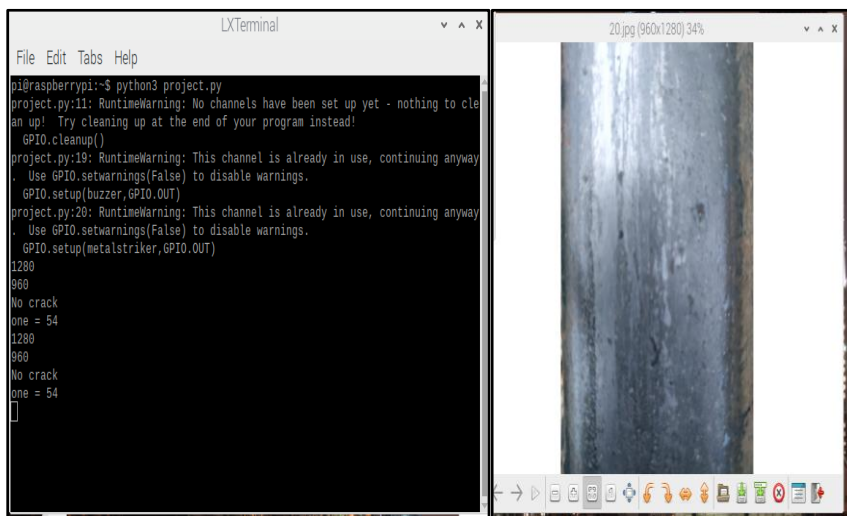 LXTerminal
File Edit Tabs Help
pi@raspberrypi:~$ python3 project.py
project.py:11: RuntimeWarning: No channels have been set up yet - nothing to cle
an up!  Try cleaning up at the end of your program instead!
  GPIO.cleanup()
project.py:19: RuntimeWarning: This channel is already in use, continuing anyway
.  Use GPIO.setwarnings(False) to disable warnings.
  GPIO.setup(buzzer,GPIO.OUT)
project.py:20: RuntimeWarning: This channel is already in use, continuing anyway
.  Use GPIO.setwarnings(False) to disable warnings.
  GPIO.setup(metalstriker,GPIO.OUT)
1280
960
No crack
one = 54
1280
960
No crack
one = 54
20.jpg (960x1280) 34%